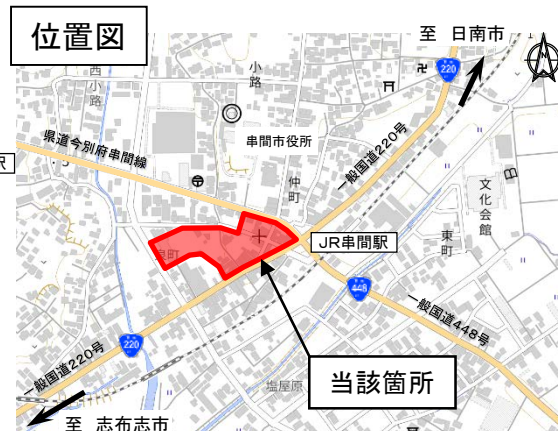 位置図
至 日南市
220
西小路
小路
串間市役所
県道今別府串間線
一般国道220号
沢
仲町
文化会館
JR串間駅
泉町
東町
448
一般国道448号
220
一般国道220号
当該箇所
塩屋原
至 志布志市